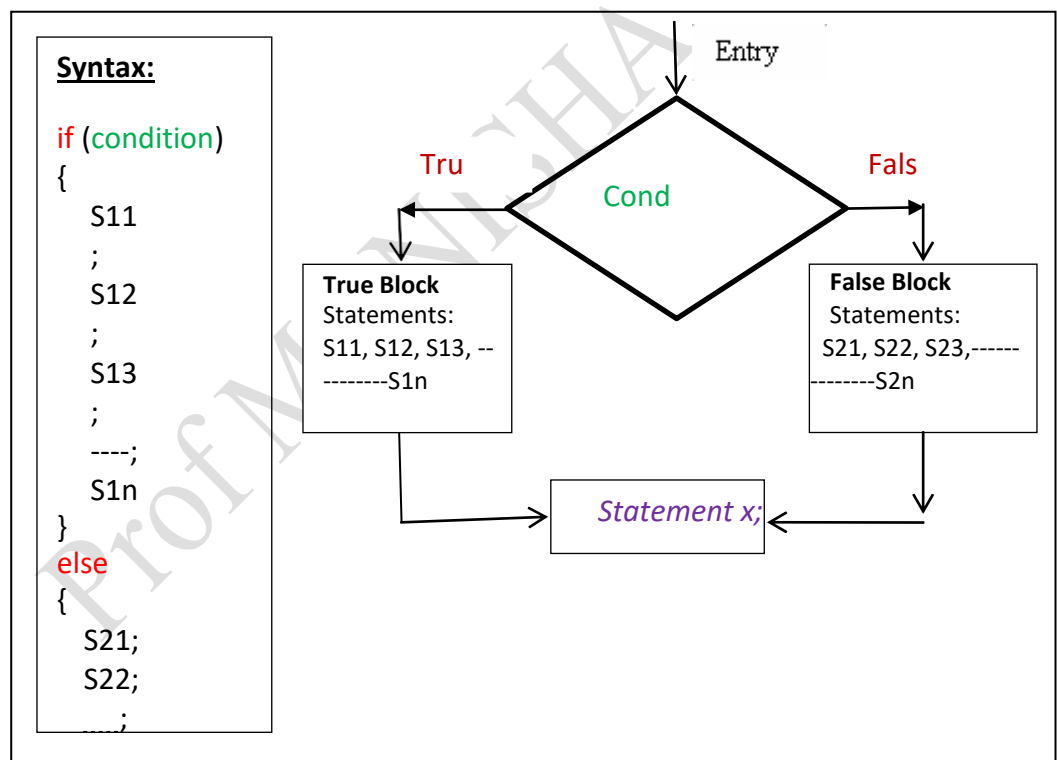 Syntax:
if (condition)
{
S11
;
S12
;
S13
;
----;
S1n
}
else
{
S21;
S22;
.....;
Entry
Tru
Fals
Cond
True Block
Statements:
S11, S12, S13, --
---------S1n
False Block
Statements:
S21, S22, S23,------
---------S2n
Statement x;